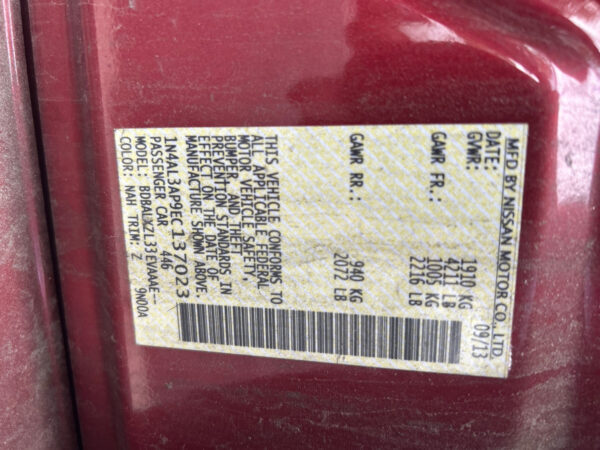 MFD BY NISSAN MOTOR CO., LTD.
DATE: 09/13
GVWR: 1910 KG
4211 LB
GAWR FR: 1005 KG
2216 LB
GAWR RR: 940 KG
2072 LB
THIS VEHICLE CONFORMS TO
ALL APPLICABLE FEDERAL
MOTOR VEHICLE SAFETY,
BUMPER, AND THEFT
PREVENTION STANDARDS IN
EFFECT ON THE DATE OF
MANUFACTURE SHOWN ABOVE.
1N4AL3AP9EC137023
PASSENGER CAR 446
MODEL: BDBALXZL33EVAAAE-- 9N00A
COLOR: NAH TRIM: Z